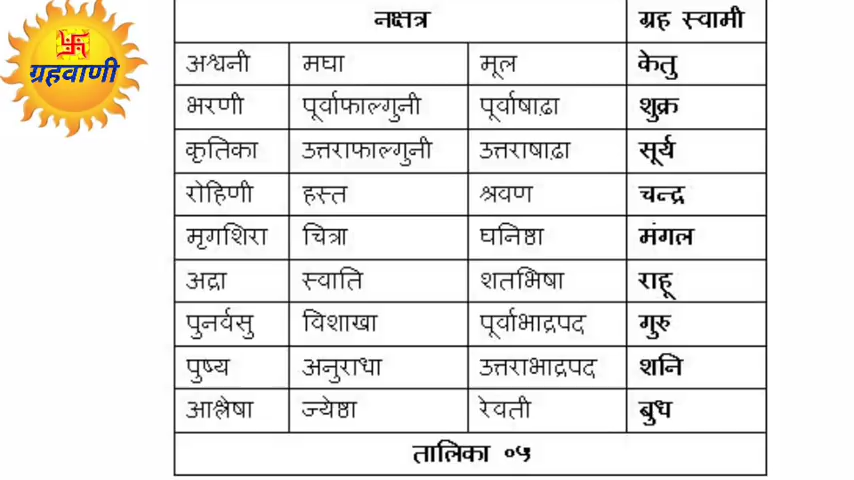 ग्रहवाणी
नक्षत्र ग्रह स्वामी
अश्वनी मघा मूल केतु
भरणी पूर्वाफाल्गुनी पूर्वाषाढ़ा शुक्र
कृतिका उत्तराफाल्गुनी उत्तराषाढ़ा सूर्य
रोहिणी हस्त श्रवण चन्द्र
मृगशिरा चित्रा घनिष्ठा मंगल
अद्रा स्वाति शतभिषा राहू
पुनर्वसु विशाखा पूर्वाभाद्रपद गुरु
पुष्य अनुराधा उत्तराभाद्रपद शनि
आश्लेषा ज्येष्ठा रेवती बुध
तालिका ०५